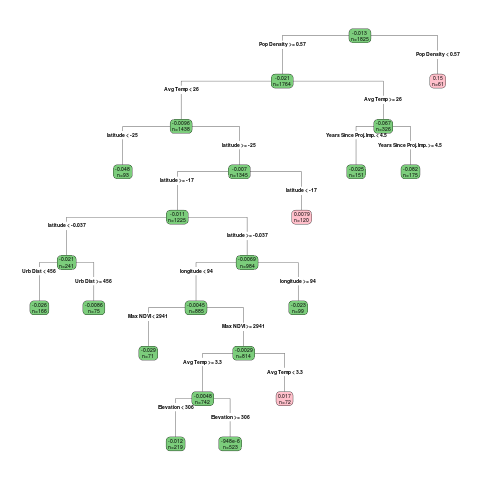 -0.013
n=1825
Pop Density >= 0.57
Pop Density < 0.57
-0.021
n=1764
0.15
n=61
Avg Temp < 26
Avg Temp >= 26
-0.0096
n=1438
-0.067
n=326
latitude < -25
latitude >= -25
Years Since Proj.Imp. < 4.5
Years Since Proj.Imp. >= 4.5
-0.048
n=93
-0.007
n=1345
-0.025
n=151
-0.082
n=175
latitude >= -17
latitude < -17
-0.011
n=1225
0.0079
n=120
latitude < -0.037
latitude >= -0.037
-0.021
n=241
-0.0069
n=984
Urb Dist < 456
Urb Dist >= 456
longitude < 94
longitude >= 94
-0.026
n=166
-0.0086
n=75
-0.0045
n=885
-0.023
n=99
Max NDVI < 2941
Max NDVI >= 2941
-0.029
n=71
-0.0029
n=814
Avg Temp >= 3.3
Avg Temp < 3.3
-0.0048
n=742
0.017
n=72
Elevation < 306
Elevation >= 306
-0.012
n=219
-946e-6
n=523